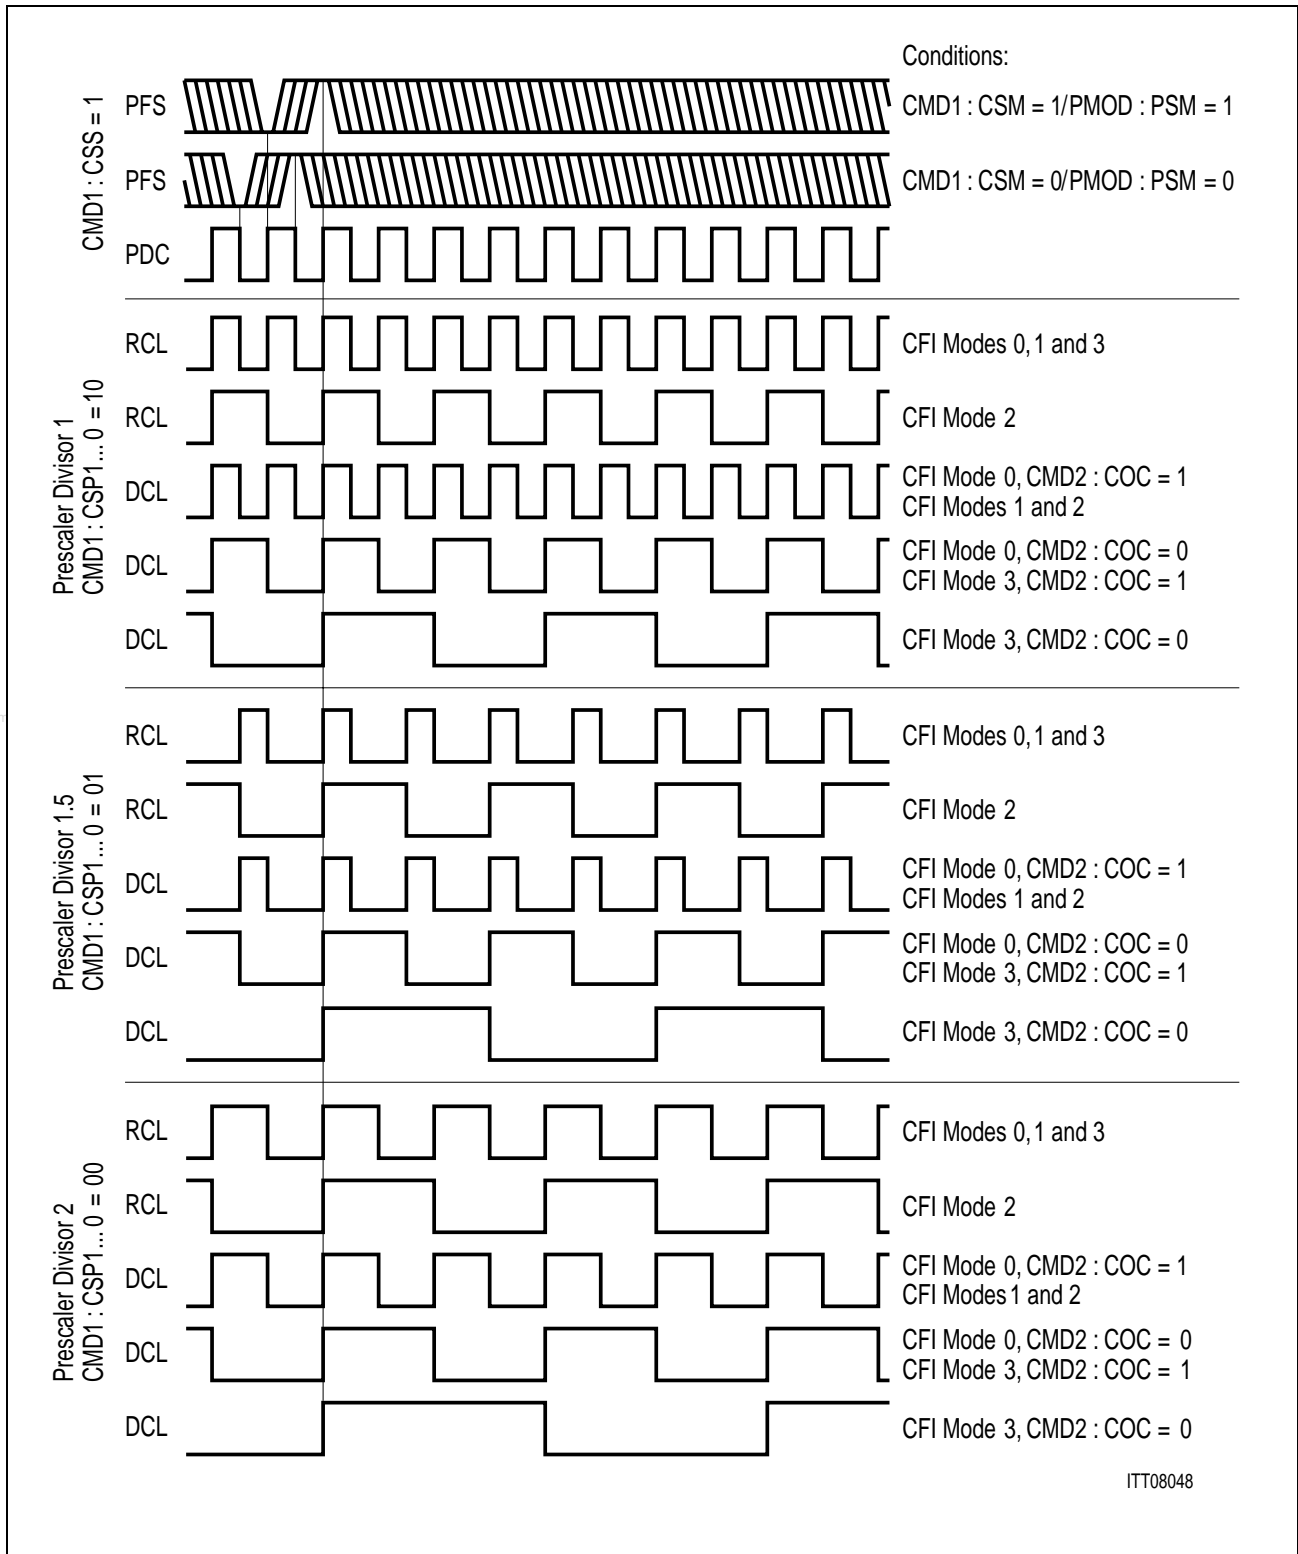 Conditions:
CMD1 : CSS = 1
PFS
CMD1 : CSM = 1/PMOD : PSM = 1
PFS
CMD1 : CSM = 0/PMOD : PSM = 0
PDC
Prescaler Divisor 1
CMD1 : CSP1... 0 = 10
RCL
CFI Modes 0, 1 and 3
RCL
CFI Mode 2
DCL
CFI Mode 0, CMD2 : COC = 1
CFI Modes 1 and 2
DCL
CFI Mode 0, CMD2 : COC = 0
CFI Mode 3, CMD2 : COC = 1
DCL
CFI Mode 3, CMD2 : COC = 0
Prescaler Divisor 1.5
CMD1 : CSP1... 0 = 01
RCL
CFI Modes 0, 1 and 3
RCL
CFI Mode 2
DCL
CFI Mode 0, CMD2 : COC = 1
CFI Modes 1 and 2
DCL
CFI Mode 0, CMD2 : COC = 0
CFI Mode 3, CMD2 : COC = 1
DCL
CFI Mode 3, CMD2 : COC = 0
Prescaler Divisor 2
CMD1 : CSP1... 0 = 00
RCL
CFI Modes 0, 1 and 3
RCL
CFI Mode 2
DCL
CFI Mode 0, CMD2 : COC = 1
CFI Modes 1 and 2
DCL
CFI Mode 0, CMD2 : COC = 0
CFI Mode 3, CMD2 : COC = 1
DCL
CFI Mode 3, CMD2 : COC = 0
ITT08048